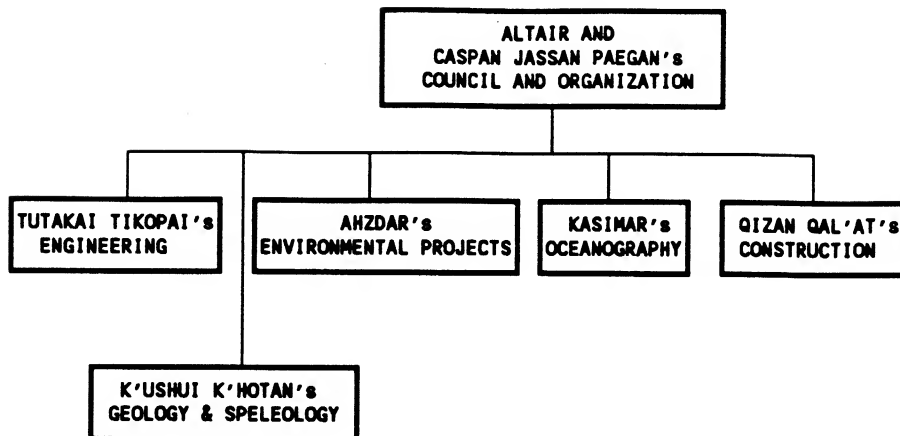 ALTAIR AND
CASPAN JASSAN PAEGAN's
COUNCIL AND ORGANIZATION
TUTAKAI TIKOPAI's
ENGINEERING
AHZDAR's
ENVIRONMENTAL PROJECTS
KASIMAR's
OCEANOGRAPHY
QIZAN QAL'AT's
CONSTRUCTION
K'USHUI K'HOTAN's
GEOLOGY & SPELEOLOGY